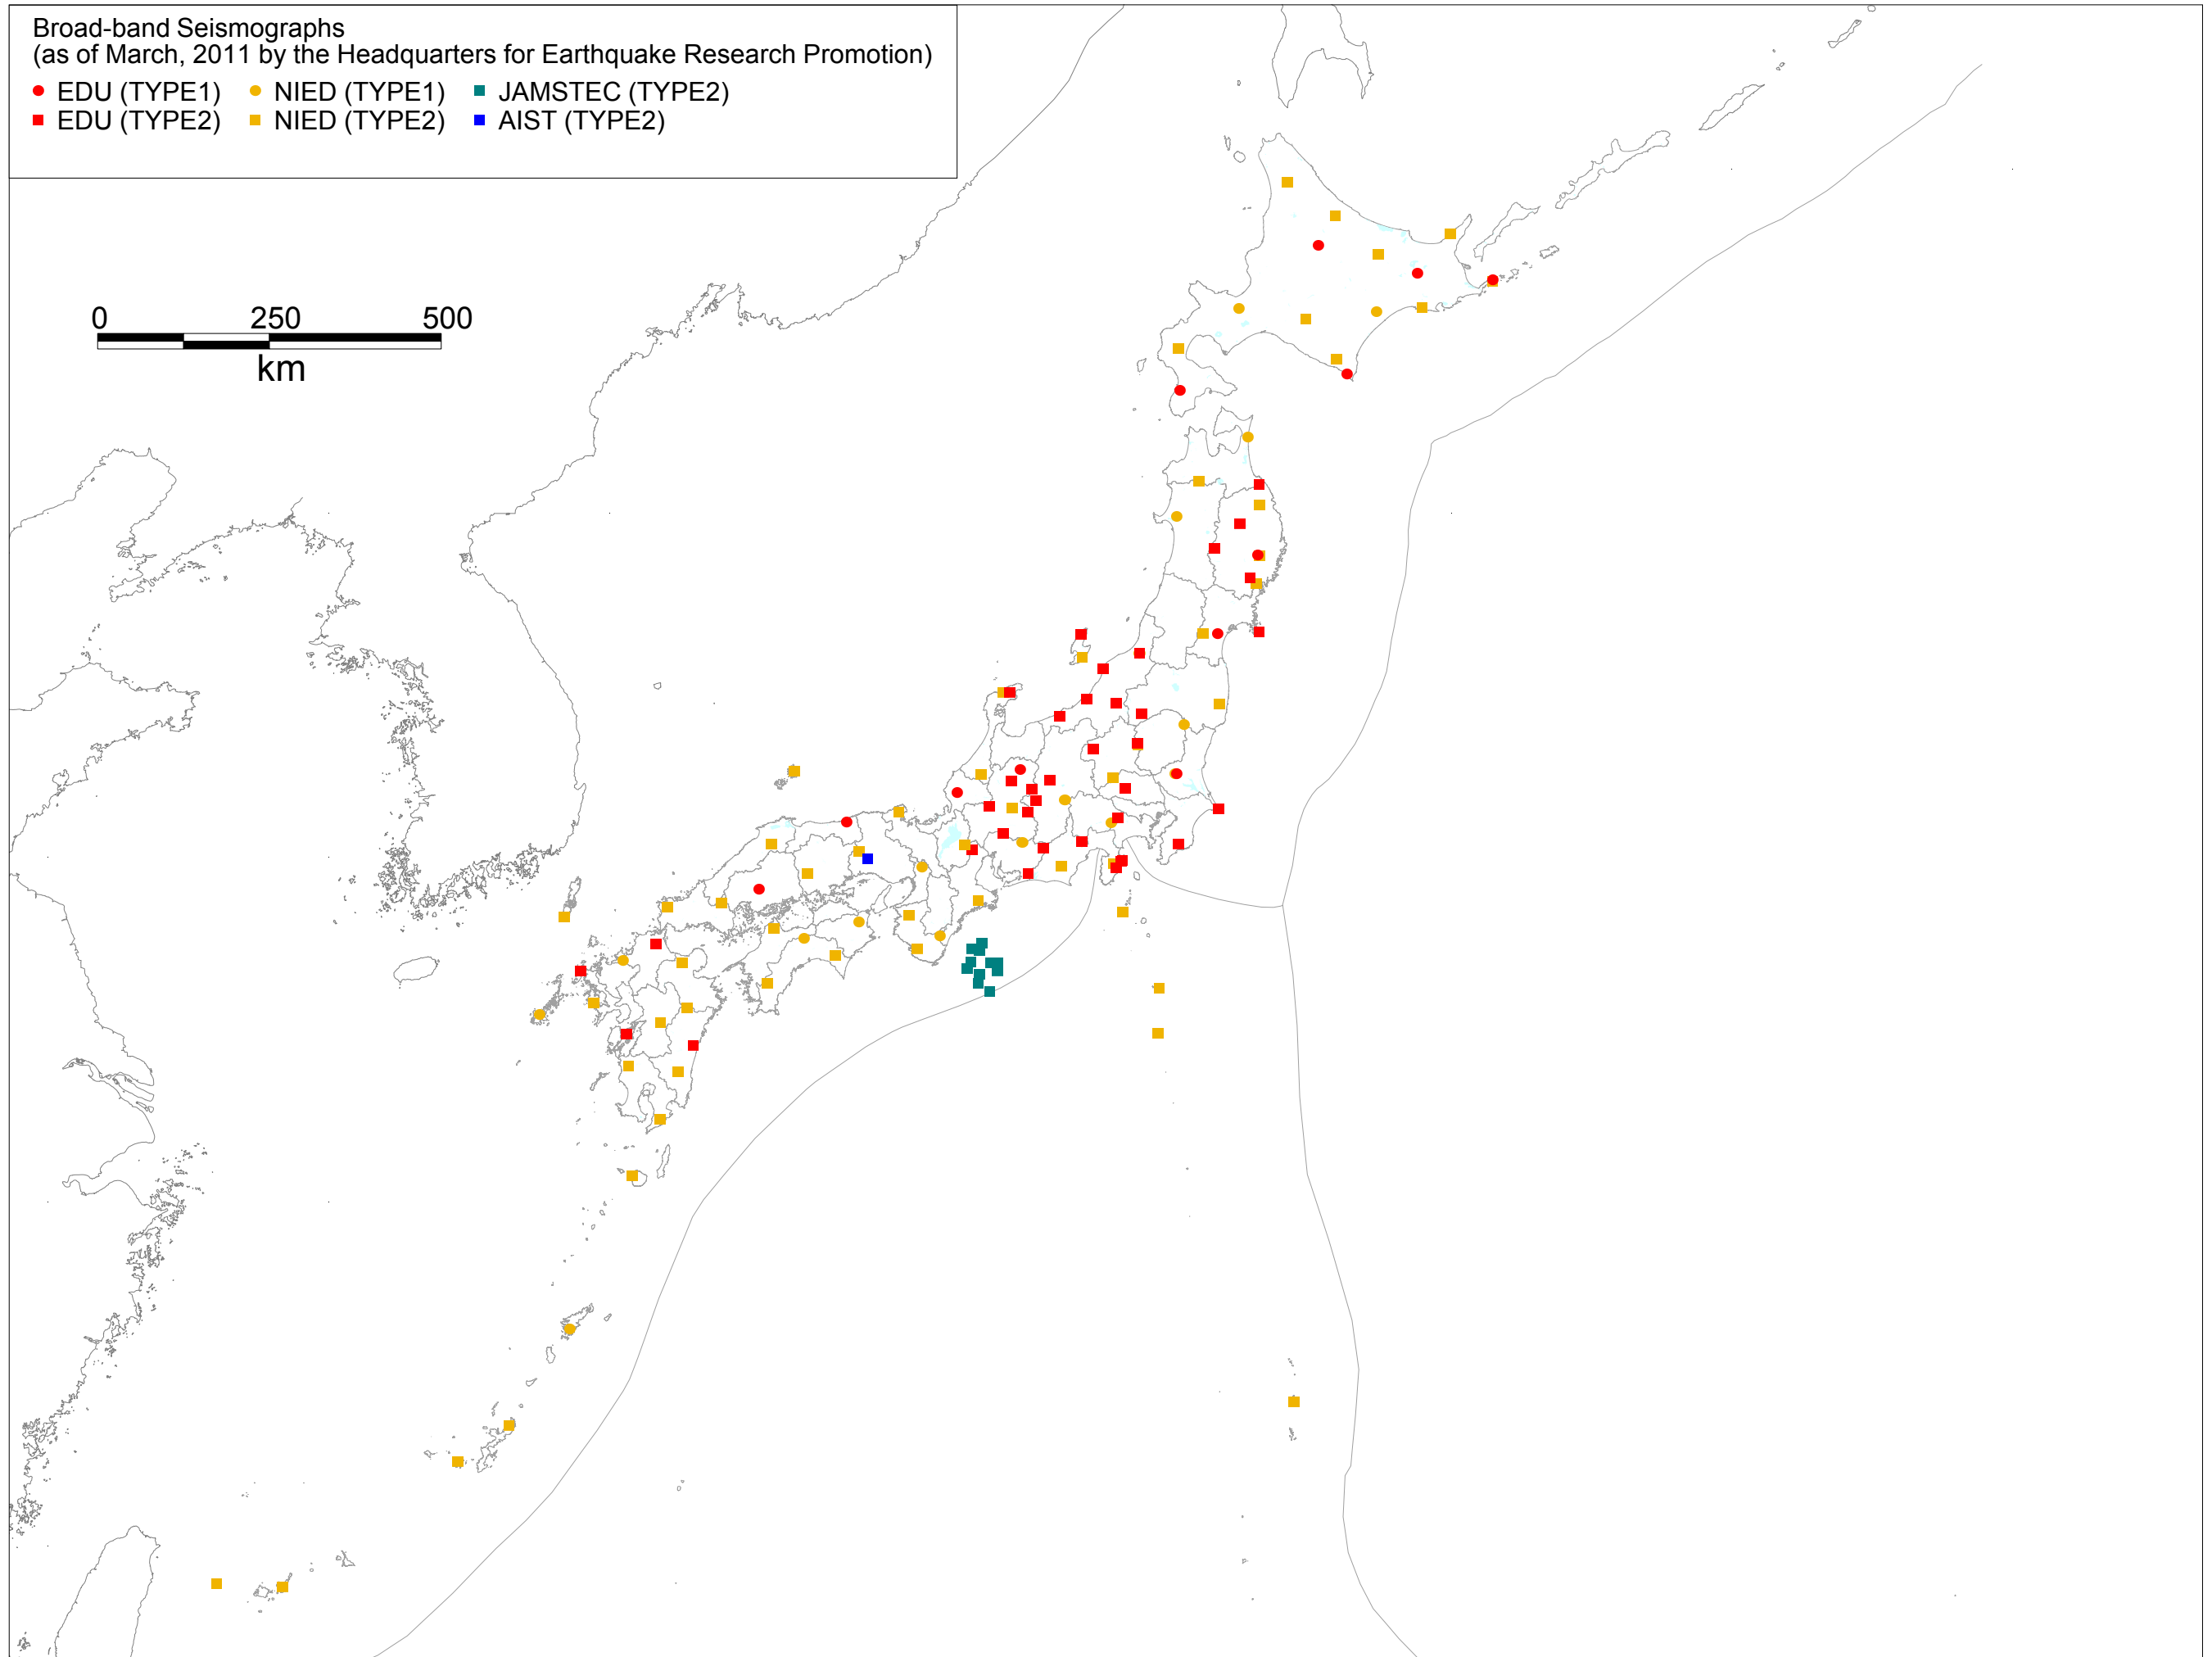 Broad-band Seismographs
(as of March, 2011 by the Headquarters for Earthquake Research Promotion)
EDU (TYPE1) NIED (TYPE1) JAMSTEC (TYPE2)
EDU (TYPE2) NIED (TYPE2) AIST (TYPE2)
0 250 500
km